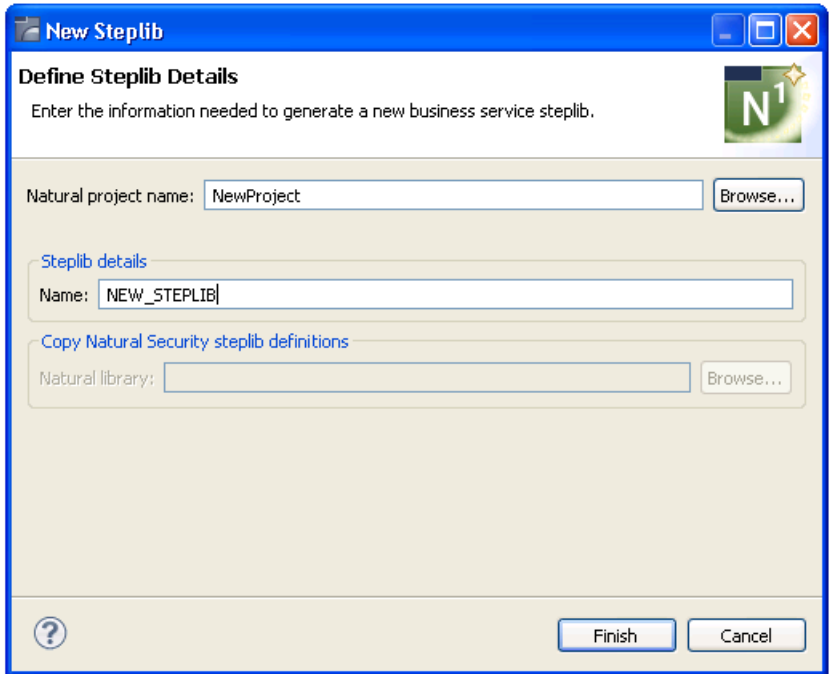 New Steplib
Define Steplib Details
Enter the information needed to generate a new business service steplib.
N1
Natural project name: NewProject Browse...
Steplib details
Name: NEW_STEPLIB
Copy Natural Security steplib definitions
Natural library: Browse...
? Finish Cancel